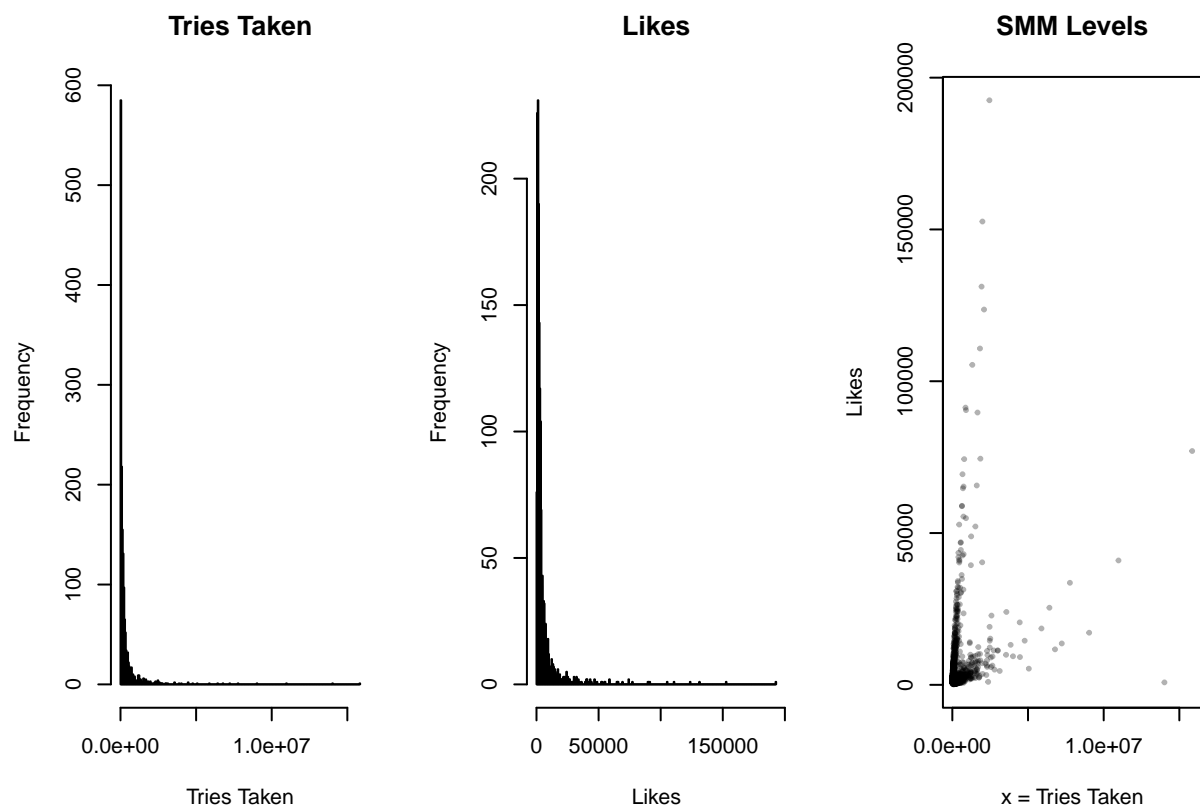 Tries Taken
Frequency
600
500
400
300
200
100
0
0.0e+00 1.0e+07
Tries Taken
Likes
Frequency
200
150
100
50
0
0 50000 150000
Likes
SMM Levels
Likes
200000
150000
100000
50000
0
0.0e+00 1.0e+07
x = Tries Taken